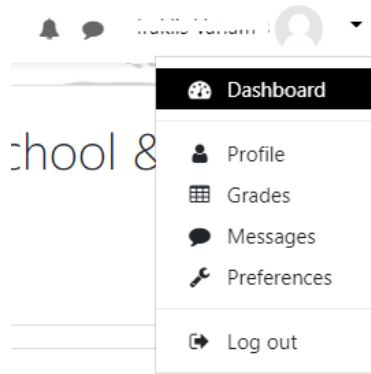 Dashboard
chool &
Profile
Grades
Messages
Preferences
Log out